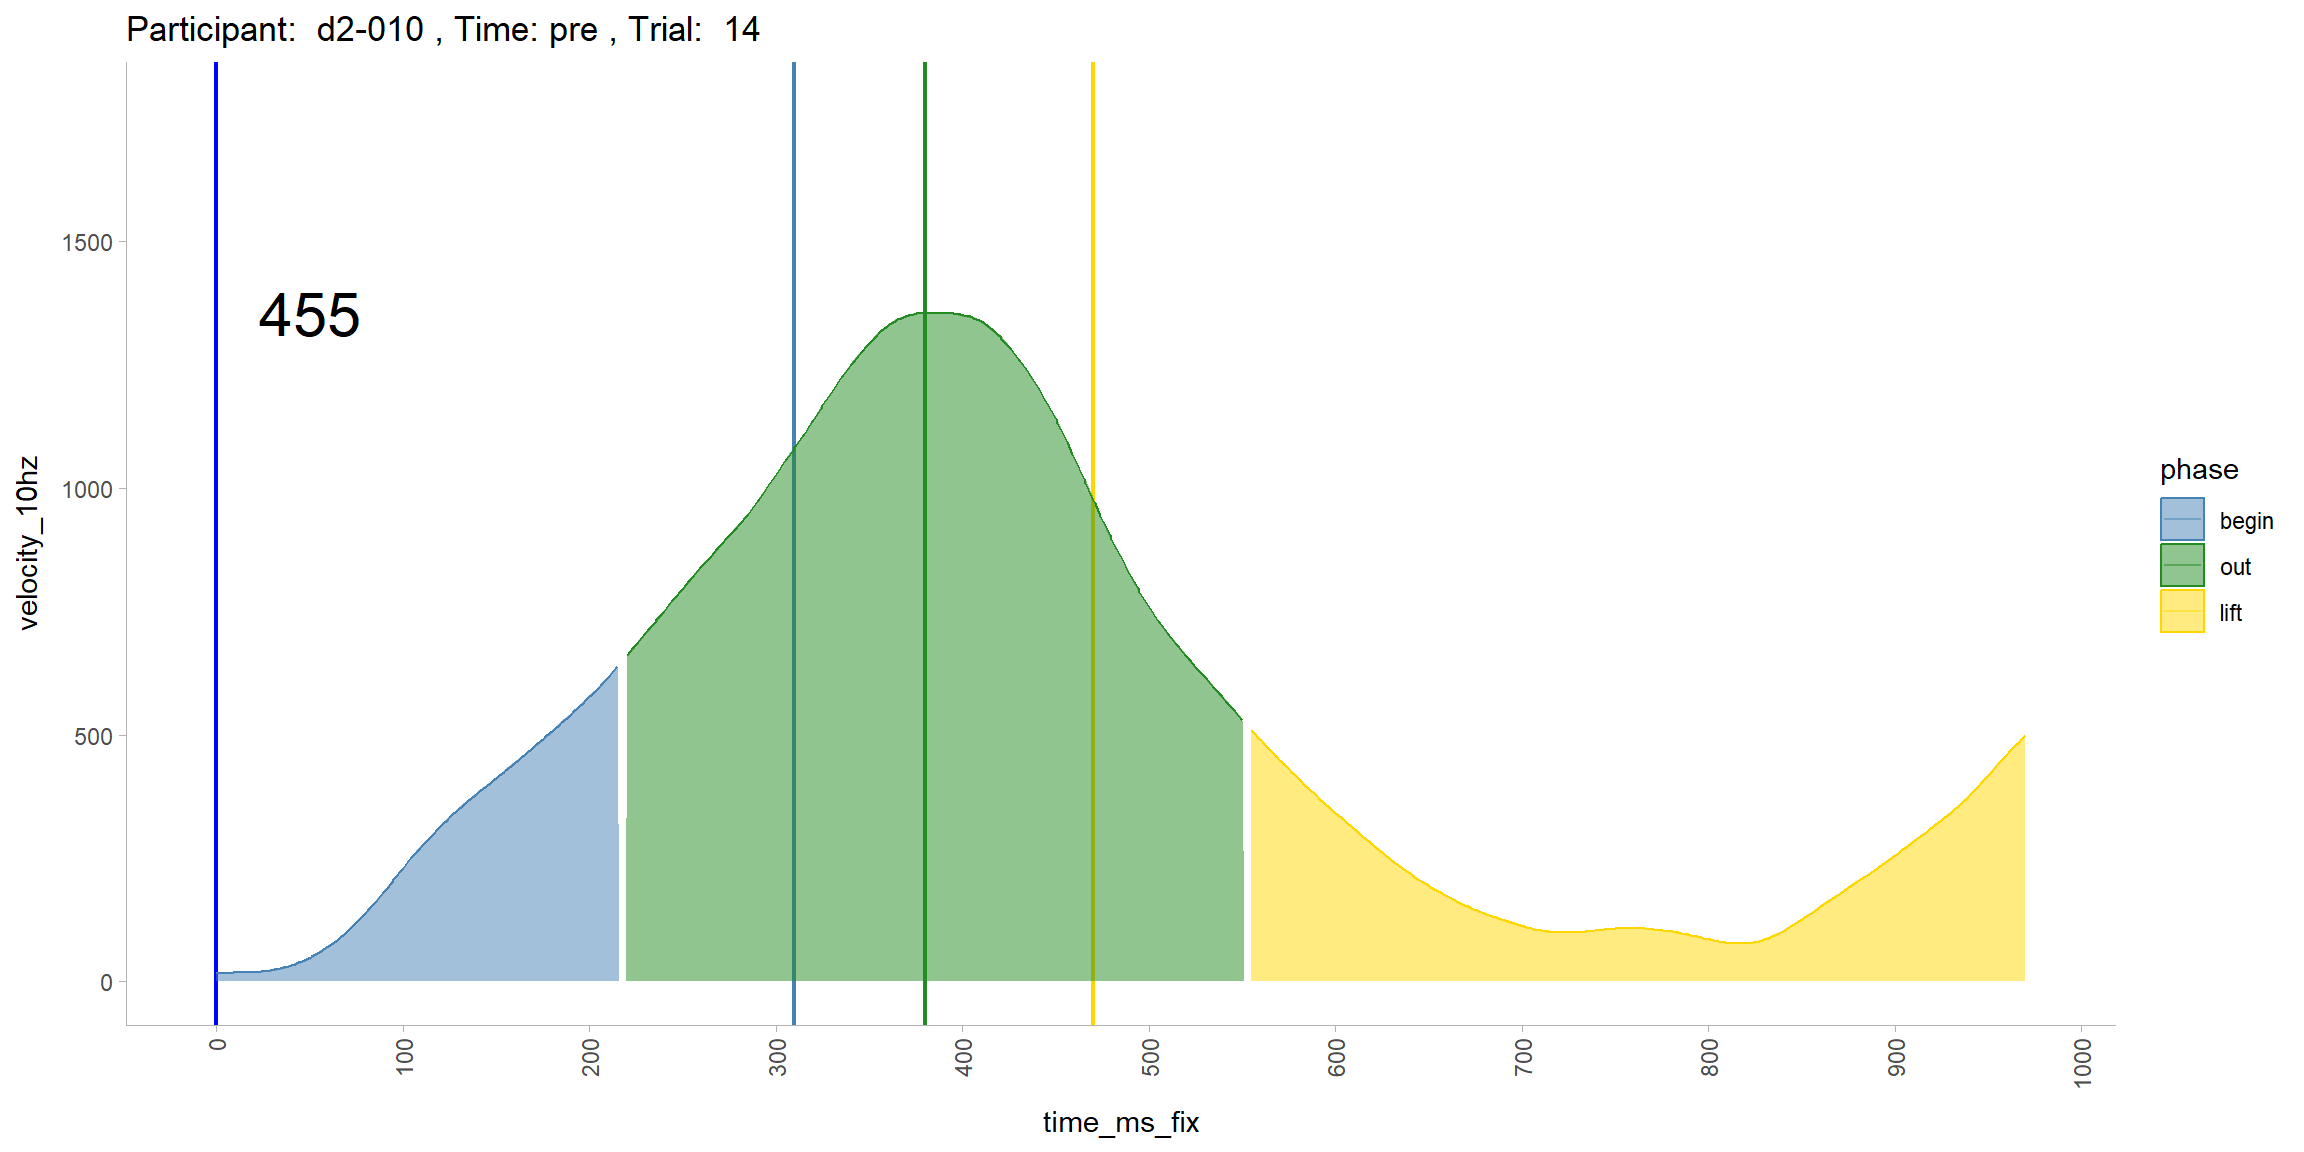 Participant:  d2-010 , Time: pre , Trial:  14
1500
1000
500
0
velocity_10hz
455
0
100
200
300
400
500
600
700
800
900
1000
time_ms_fix
phase
begin
out
lift